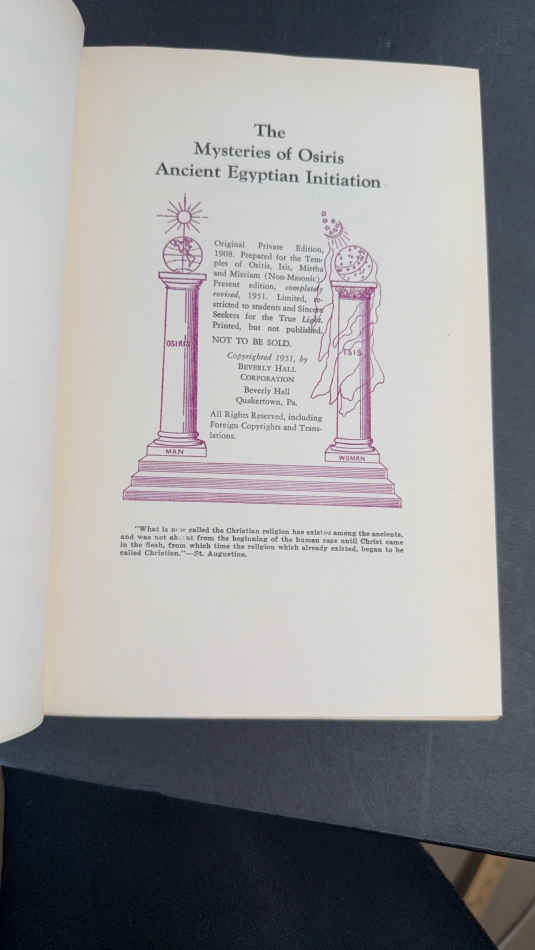 The
Mysteries of Osiris
Ancient Egyptian Initiation
Original Private Edition,
1908. Prepared for the Tem-
ples of Osiris, Isis, Mirtha
and Mizriam (Non-Masonic).
Present edition, completely
revised, 1951. Limited, re-
stricted to students and Sincere
Seekers for the True Light.
Printed, but not published.
NOT TO BE SOLD.
Copyrighted 1951, by
BEVERLY HALL
CORPORATION
Beverly Hall
Quakertown, Pa.
All Rights Reserved, including
Foreign Copyrights and Trans-
lations.
OSIRIS
ISIS
MAN
WOMAN
"What is now called the Christian religion has existed among the ancients,
and was not absent from the beginning of the human race until Christ came
in the flesh, from which time the religion which already existed, began to be
called Christian."—St. Augustine.